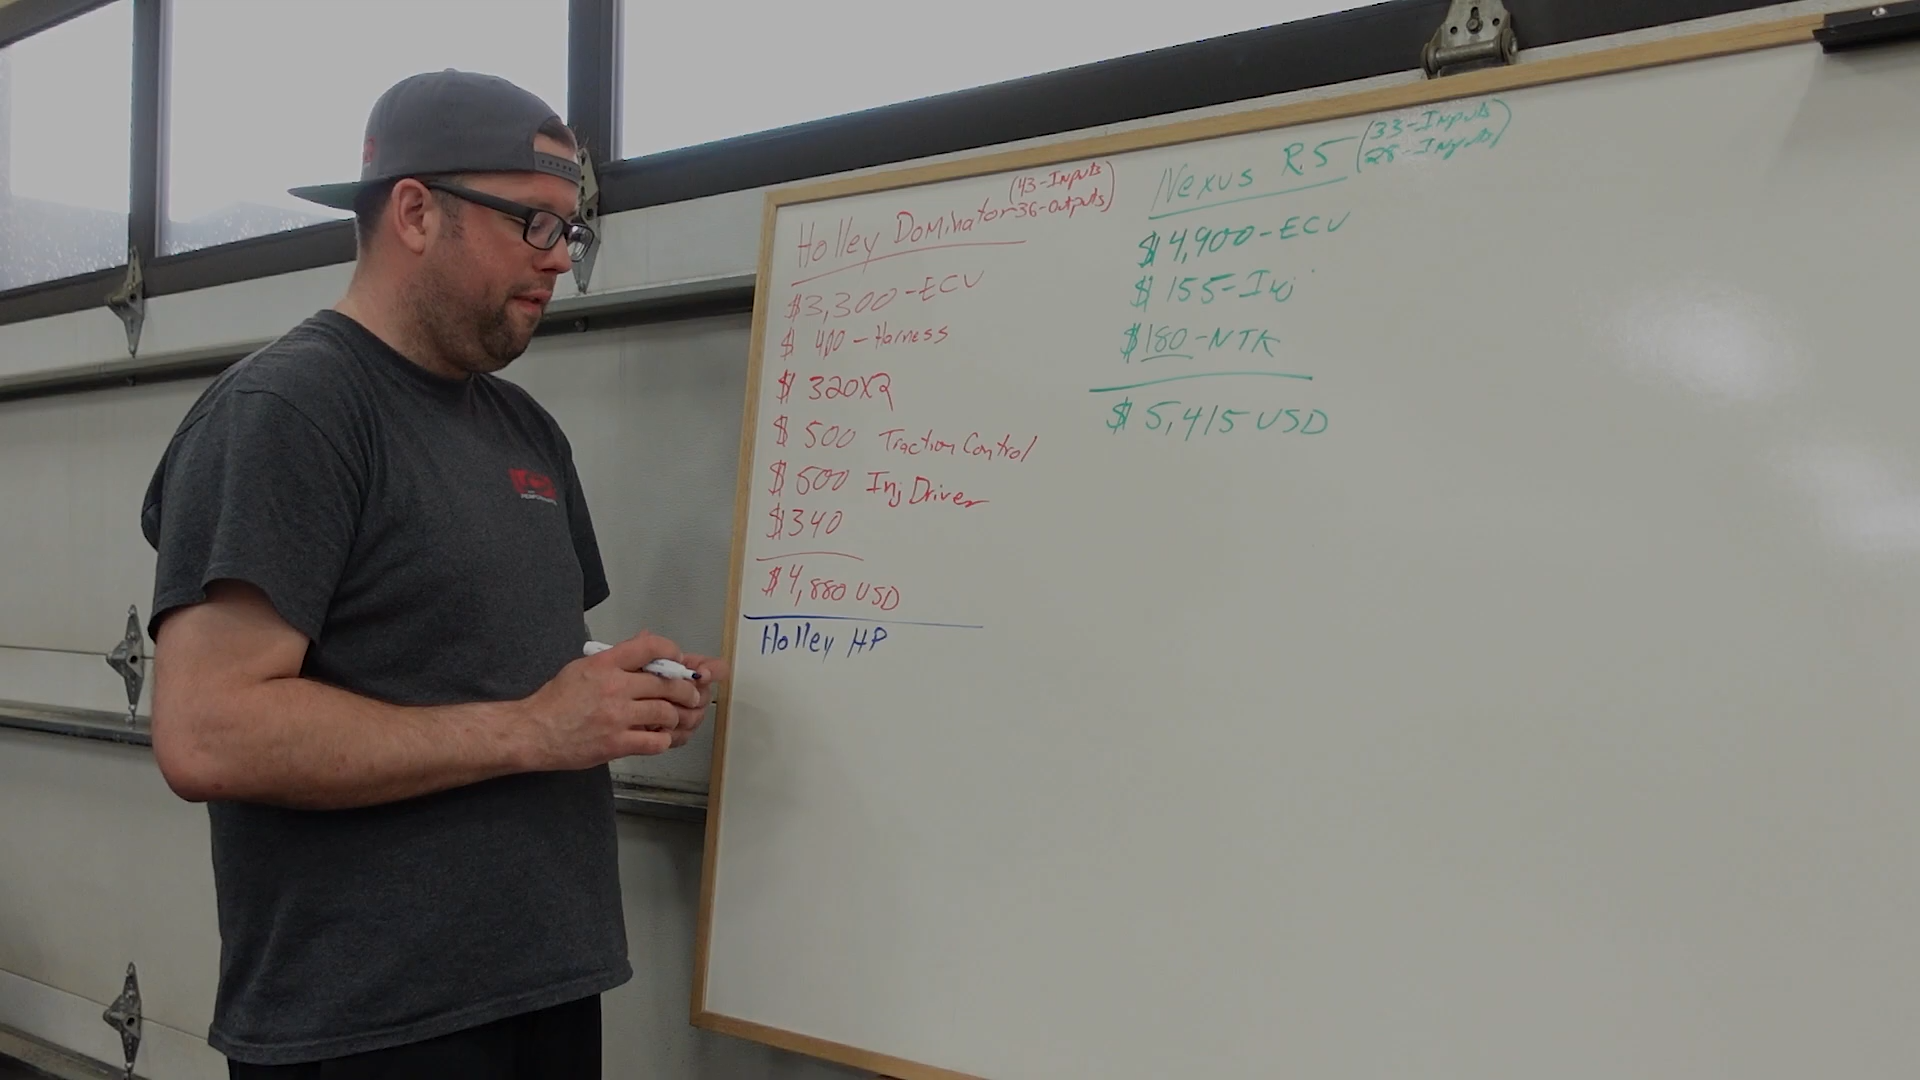 Holley Dominator (43-Inputs
36-outputs)
$3,300-ECU
$ 400-Harness
$ 320X2
$ 500 Traction Control
$ 500 Inj Driver
$340
$4,880 USD
Holley HP
Nexus R5 (33-Inputs
28-Inputs)
$4,900-ECU
$155-Inj
$180-NTK
$5,415 USD